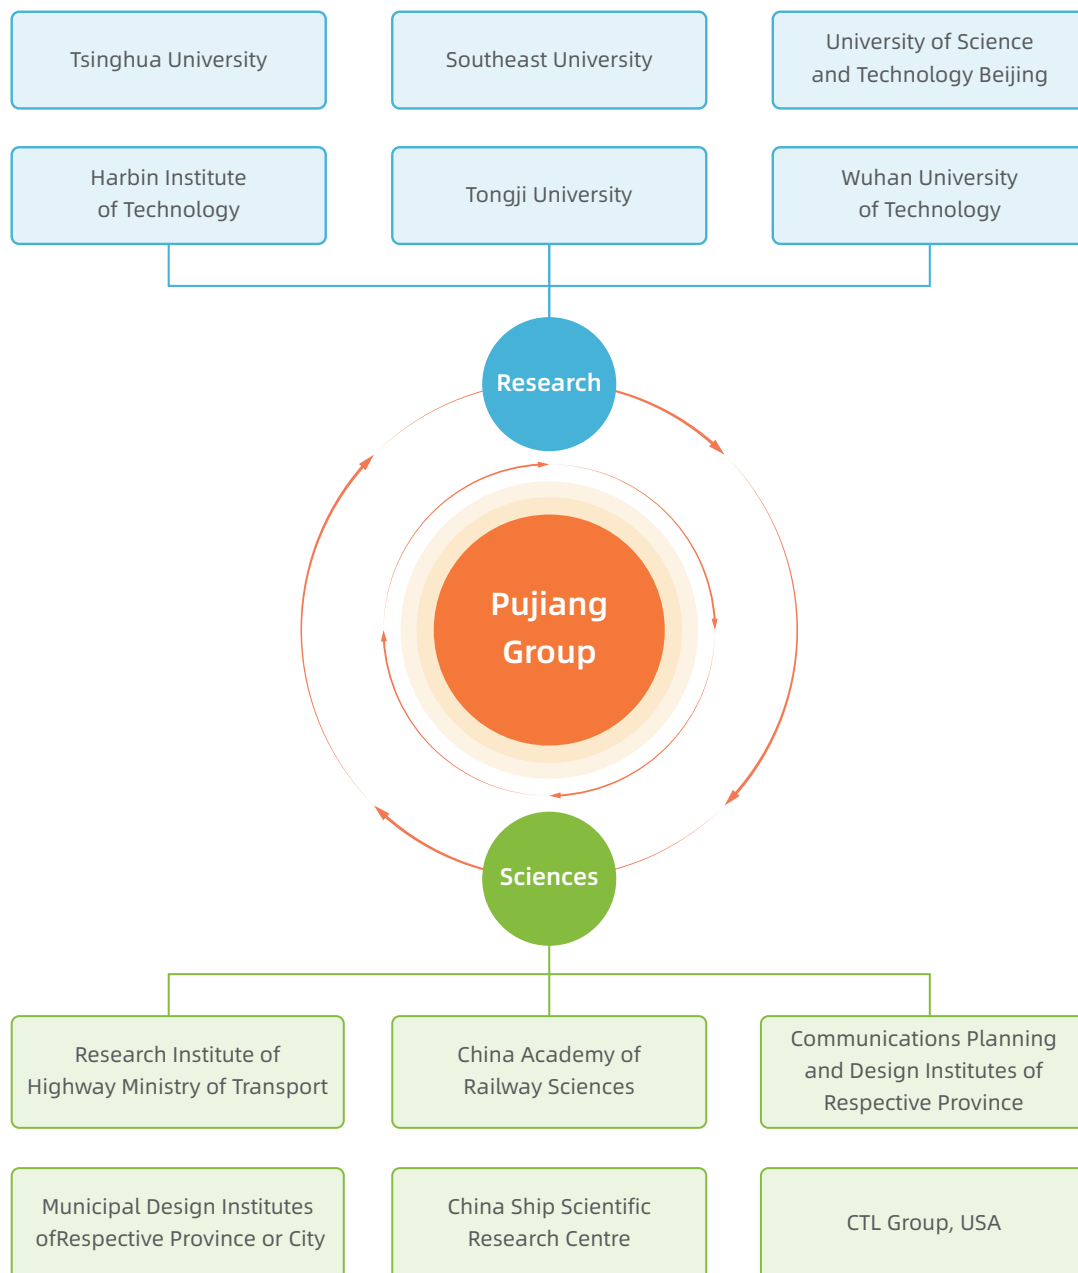 Tsinghua University
Southeast University
University of Science
and Technology Beijing
Harbin Institute
of Technology
Tongji University
Wuhan University
of Technology
Research
Pujiang
Group
Sciences
Research Institute of
Highway Ministry of Transport
China Academy of
Railway Sciences
Communications Planning
and Design Institutes of
Respective Province
Municipal Design Institutes
ofRespective Province or City
China Ship Scientific
Research Centre
CTL Group, USA